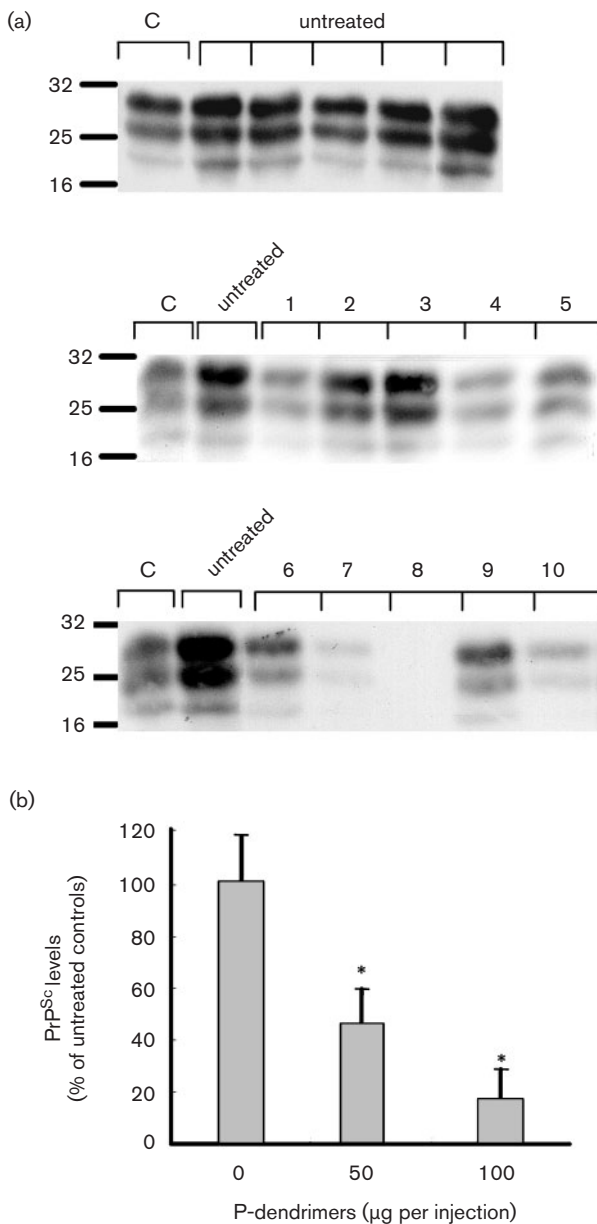 (a)
C untreated
32
25
16
C untreated 1 2 3 4 5
32
25
16
C untreated 6 7 8 9 10
32
25
16
(b)
120
100
80
60
40
20
0
PrPSc levels
(% of untreated controls)
* *
0 50 100
P-dendrimers (μg per injection)